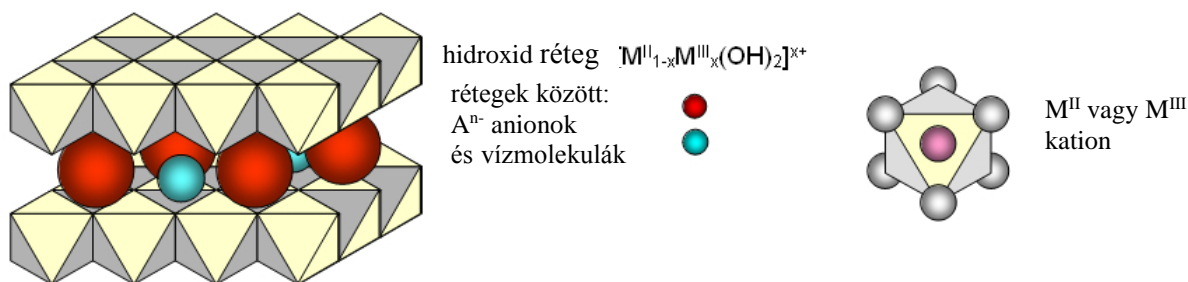 hidroxid réteg [Mᴵᴵ₁₋ₓMᴵᴵᴵₓ(OH)₂]ˣ⁺
rétegek között:
Aⁿ⁻ anionok
és vízmolekulák
Mᴵᴵ vagy Mᴵᴵᴵ
kation